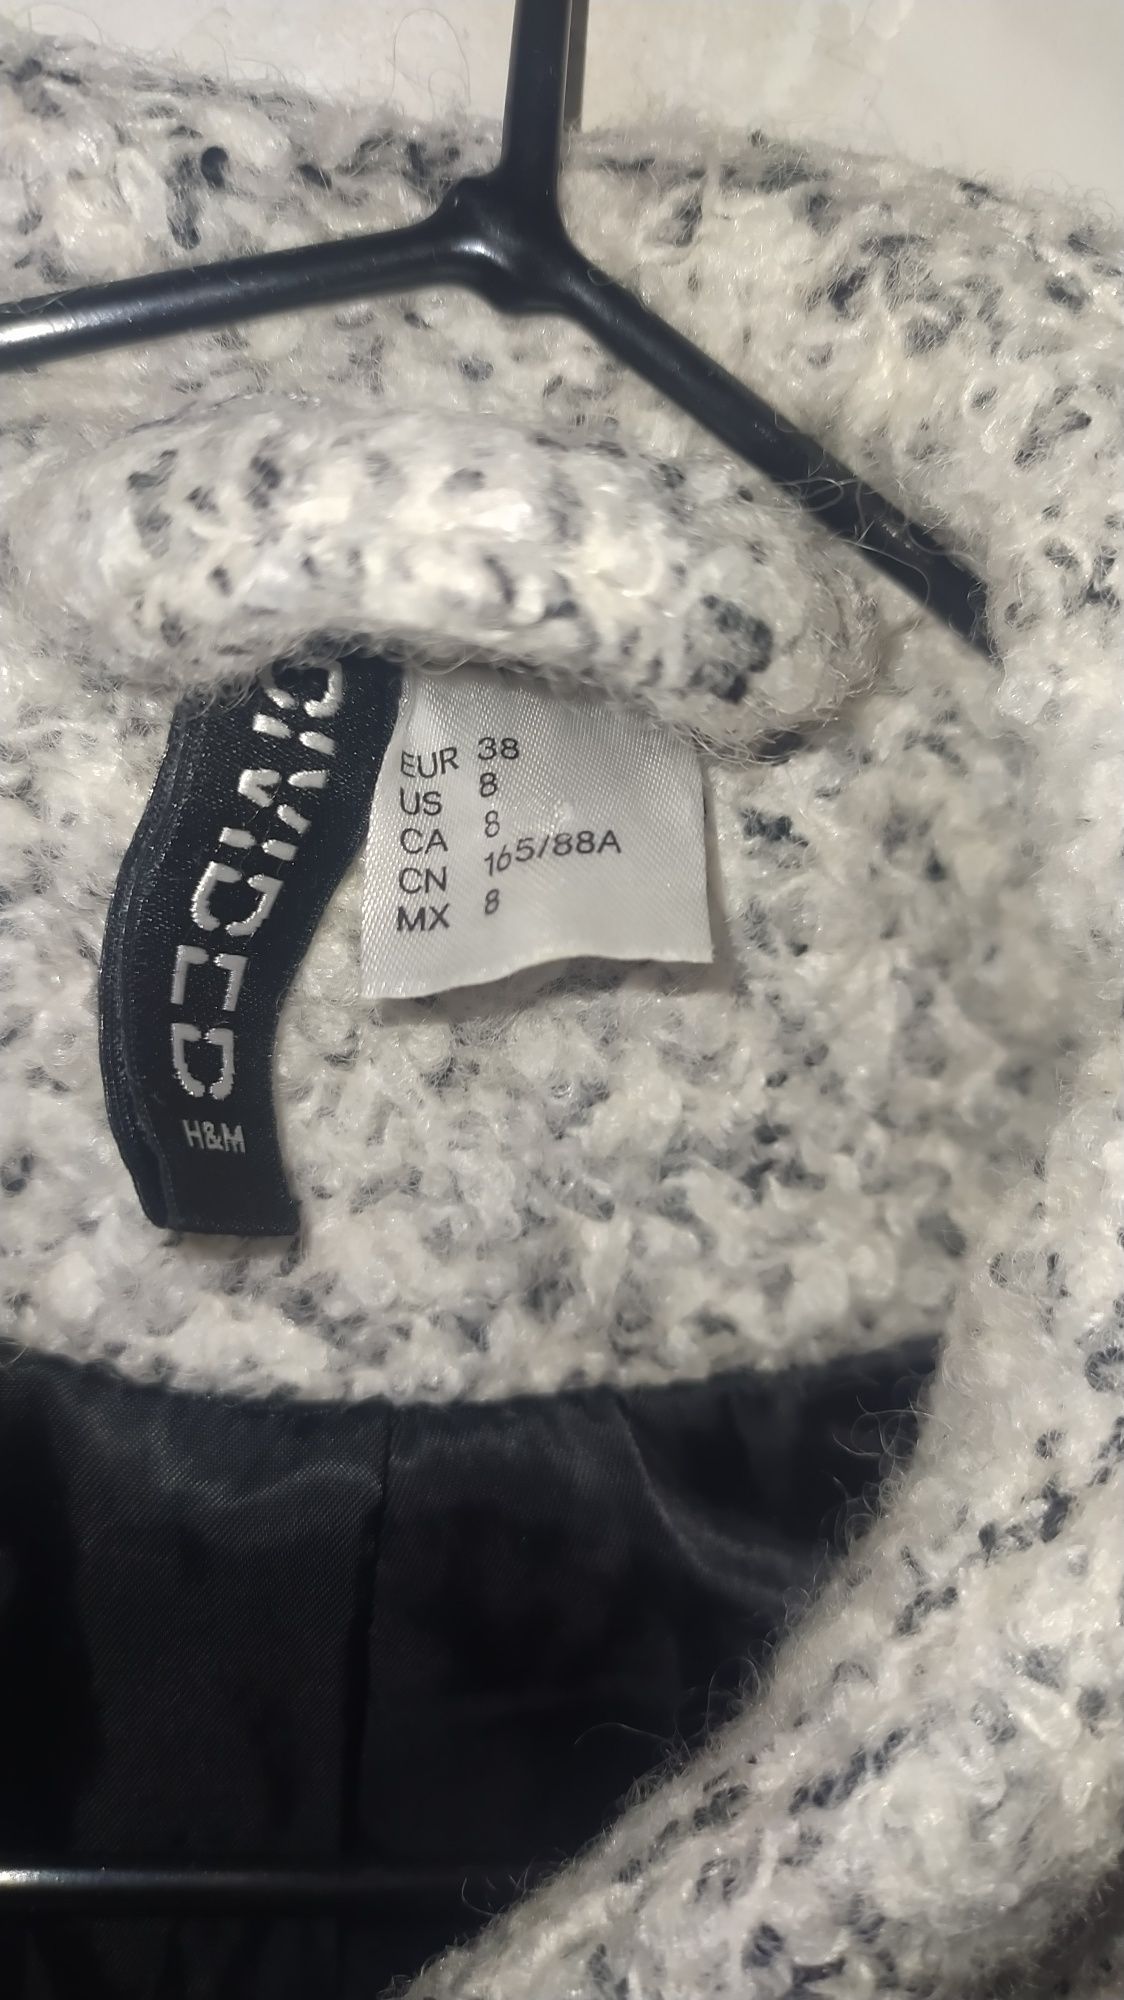 DIVIDED
H&M
EUR 38
US 8
CA 8
CN 165/88A
MX 8